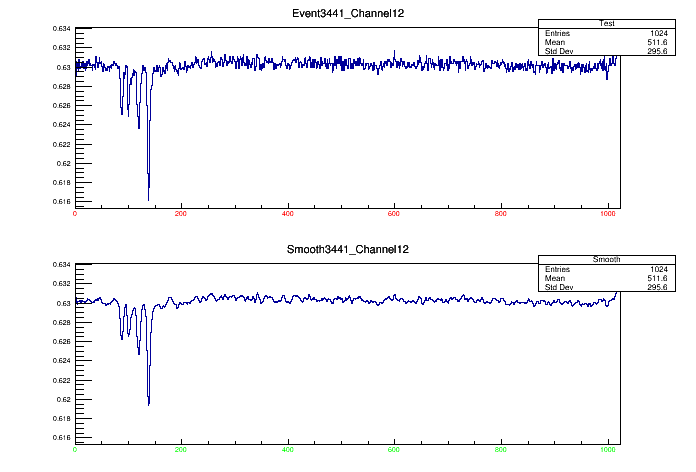 Event3441_Channel12
Test
Entries 1024
Mean 511.6
Std Dev 295.6
0.634
0.632
0.63
0.628
0.626
0.624
0.622
0.62
0.618
0.616
0 200 400 600 800 1000
Smooth3441_Channel12
Smooth
Entries 1024
Mean 511.6
Std Dev 295.6
0.634
0.632
0.63
0.628
0.626
0.624
0.622
0.62
0.618
0.616
0 200 400 600 800 1000